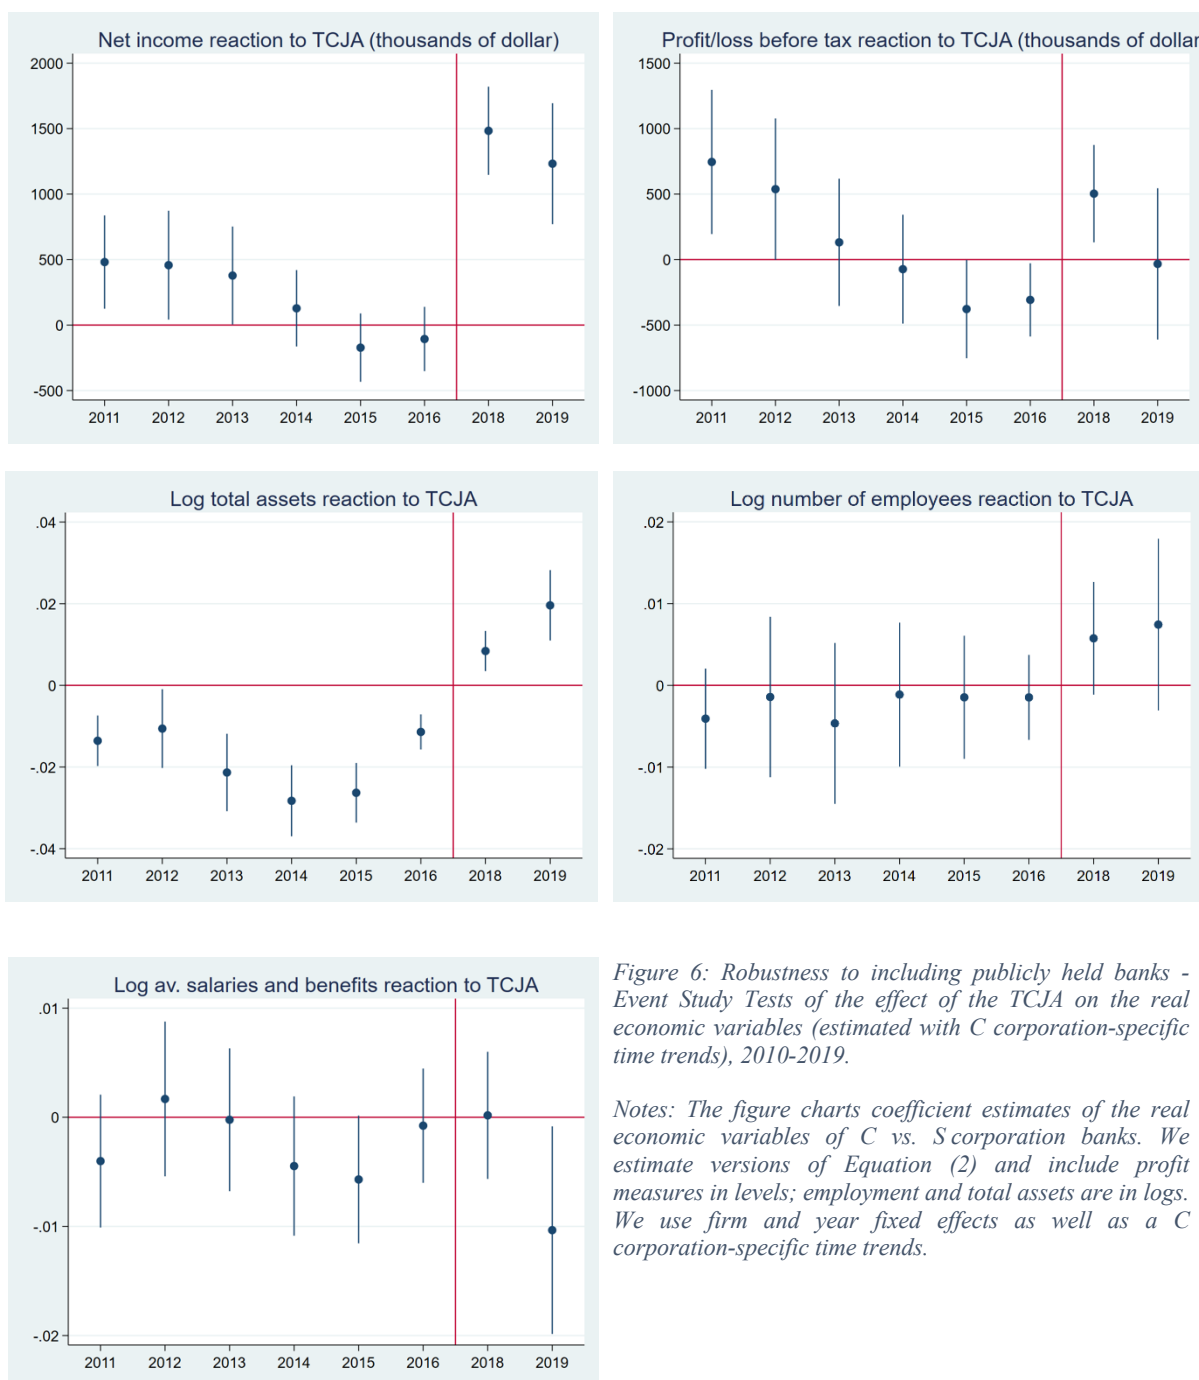 Net income reaction to TCJA (thousands of dollar)
2000
1500
1000
500
0
-500
2011 2012 2013 2014 2015 2016 2018 2019
Profit/loss before tax reaction to TCJA (thousands of dollar
1500
1000
500
0
-500
-1000
2011 2012 2013 2014 2015 2016 2018 2019
Log total assets reaction to TCJA
.04
.02
0
-.02
-.04
2011 2012 2013 2014 2015 2016 2018 2019
Log number of employees reaction to TCJA
.02
.01
0
-.01
-.02
2011 2012 2013 2014 2015 2016 2018 2019
Log av. salaries and benefits reaction to TCJA
.01
0
-.01
-.02
2011 2012 2013 2014 2015 2016 2018 2019
Figure 6: Robustness to including publicly held banks -
Event Study Tests of the effect of the TCJA on the real
economic variables (estimated with C corporation-specific
time trends), 2010-2019.
Notes: The figure charts coefficient estimates of the real
economic variables of C vs. S corporation banks. We
estimate versions of Equation (2) and include profit
measures in levels; employment and total assets are in logs.
We use firm and year fixed effects as well as a C
corporation-specific time trends.